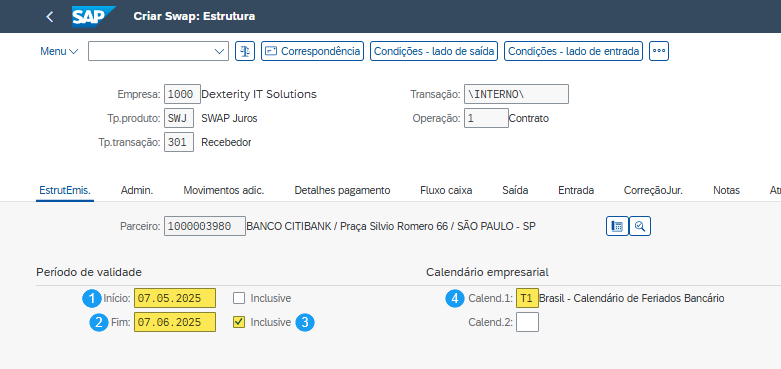 SAP Criar Swap: Estrutura
Menu Correspondência Condições - lado de saída Condições - lado de entrada
Empresa: 1000 Dexterity IT Solutions Transação: \INTERNO\
Tp.produto: SWJ SWAP Juros Operação: 1 Contrato
Tp.transação: 301 Recebedor
EstrutEmis. Admin. Movimentos adic. Detalhes pagamento Fluxo caixa Saída Entrada CorreçãoJur. Notas Atr
Parceiro: 1000003980 BANCO CITIBANK / Praça Silvio Romero 66 / SÃO PAULO - SP
Período de validade Calendário empresarial
1 Início: 07.05.2025 Inclusive 4 Calend.1: T1 Brasil - Calendário de Feriados Bancário
2 Fim: 07.06.2025 Inclusive 3 Calend.2: